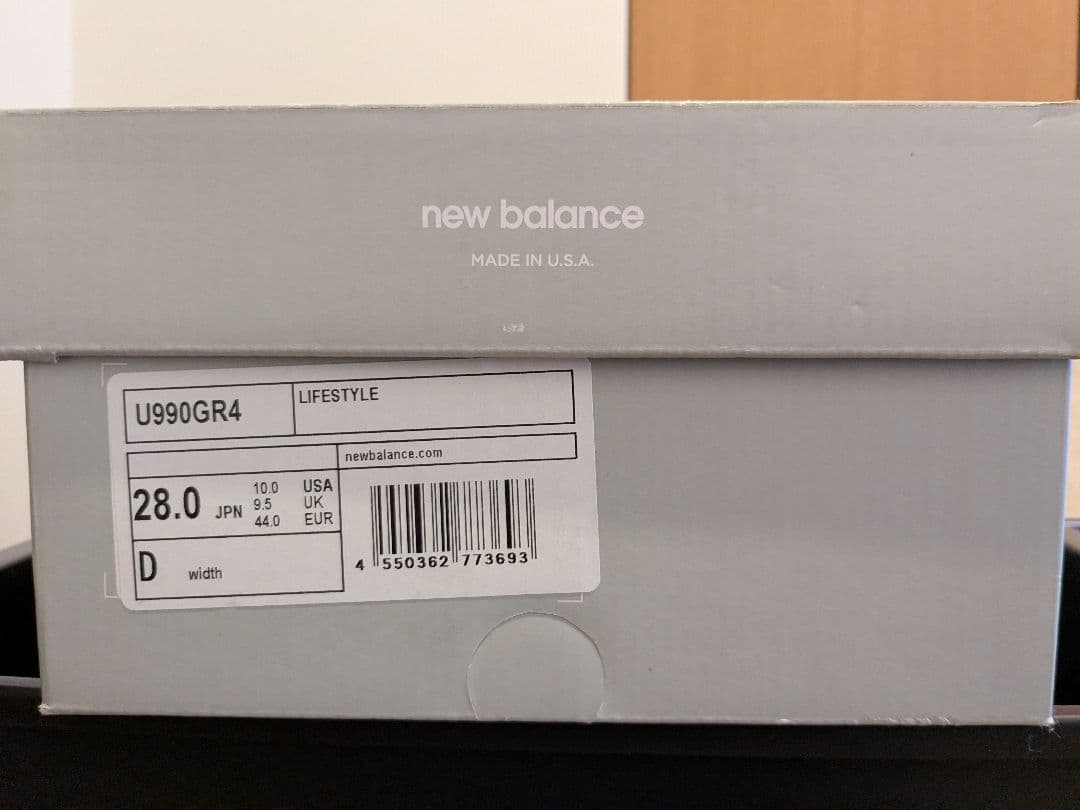 new balance
MADE IN U.S.A.
U990GR4
LIFESTYLE
newbalance.com
28.0 JPN
10.0 USA
9.5 UK
44.0 EUR
D width
4 550362 773693